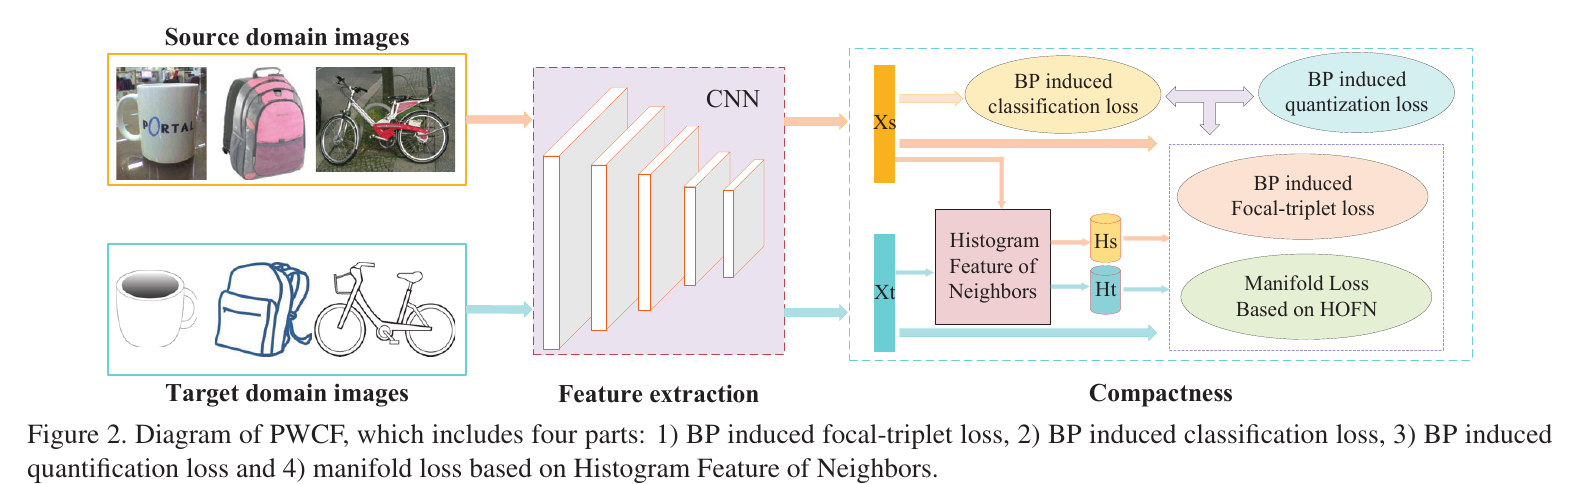 Source domain images
PORTAL
CNN
Xs
BP induced
classification loss
BP induced
quantization loss
BP induced
Focal-triplet loss
Histogram
Feature of
Neighbors
Hs
Ht
Xt
Manifold Loss
Based on HOFN
Target domain images
Feature extraction
Compactness
Figure 2. Diagram of PWCF, which includes four parts: 1) BP induced focal-triplet loss, 2) BP induced classification loss, 3) BP induced
quantification loss and 4) manifold loss based on Histogram Feature of Neighbors.